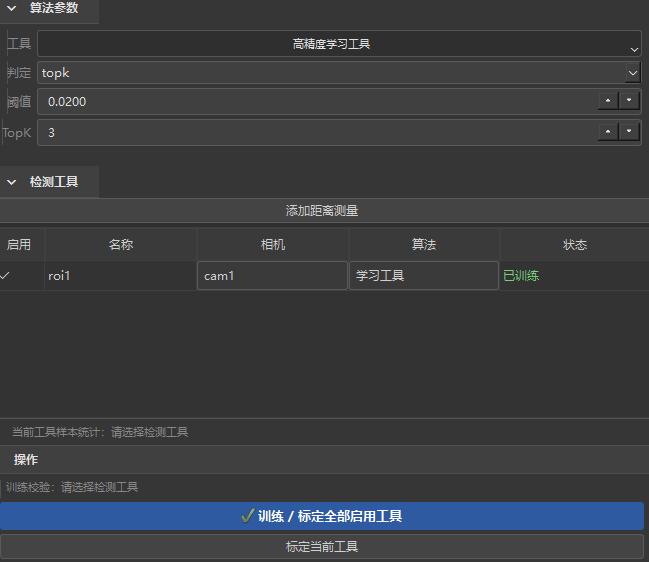 算法参数
工具 高精度学习工具
判定 topk
阈值 0.0200
TopK 3
检测工具
添加距离测量
启用 名称 相机 算法 状态
roi1 cam1 学习工具 已训练
当前工具样本统计：请选择检测工具
操作
训练校验：请选择检测工具
训练 / 标定全部启用工具
标定当前工具